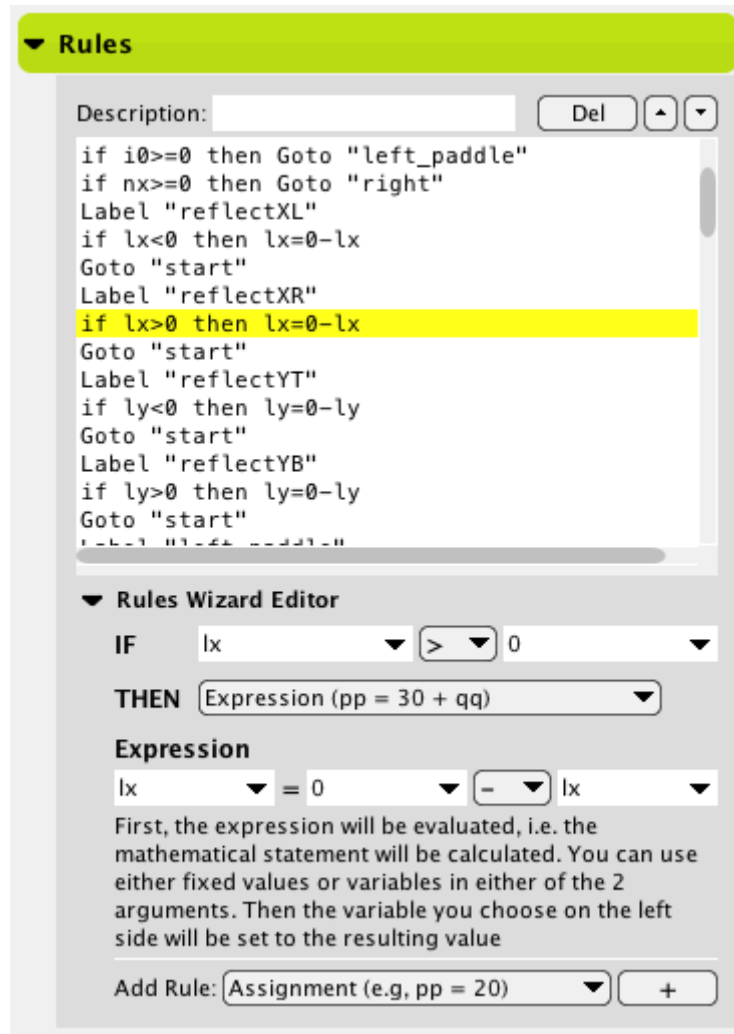 Rules
Description: Del
if i0>=0 then Goto "left_paddle"
if nx>=0 then Goto "right"
Label "reflectXL"
if lx<0 then lx=0-lx
Goto "start"
Label "reflectXR"
if lx>0 then lx=0-lx
Goto "start"
Label "reflectYT"
if ly<0 then ly=0-ly
Goto "start"
Label "reflectYB"
if ly>0 then ly=0-ly
Goto "start"
Label "left_paddle"
Rules Wizard Editor
IF lx > 0
THEN Expression (pp = 30 + qq)
Expression
lx = 0 - lx
First, the expression will be evaluated, i.e. the
mathematical statement will be calculated. You can use
either fixed values or variables in either of the 2
arguments. Then the variable you choose on the left
side will be set to the resulting value
Add Rule: Assignment (e.g, pp = 20) +